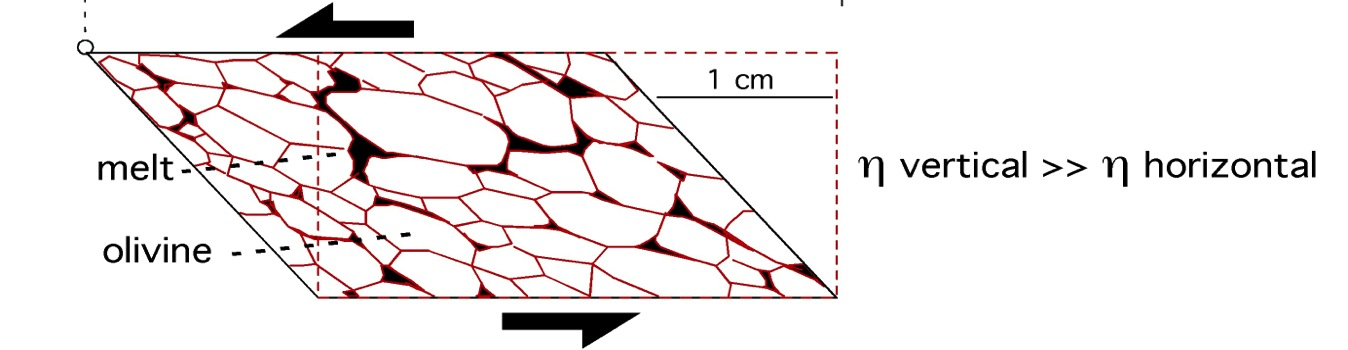 1 cm
melt
η vertical >> η horizontal
olivine